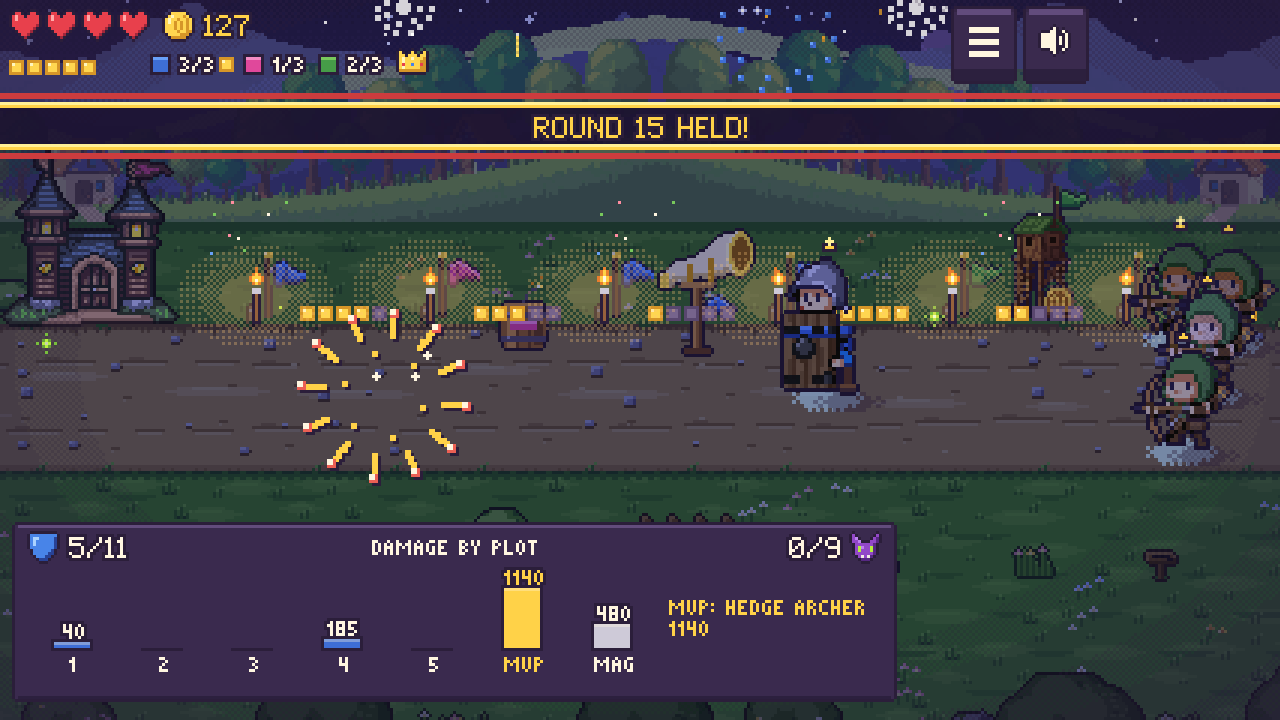 127
3/3 1/3 2/3
ROUND 15 HELD!
5/11 DAMAGE BY PLOT 0/9
40 185 1140 480
1 2 3 4 5 MVP MAG
MVP: HEDGE ARCHER
1140